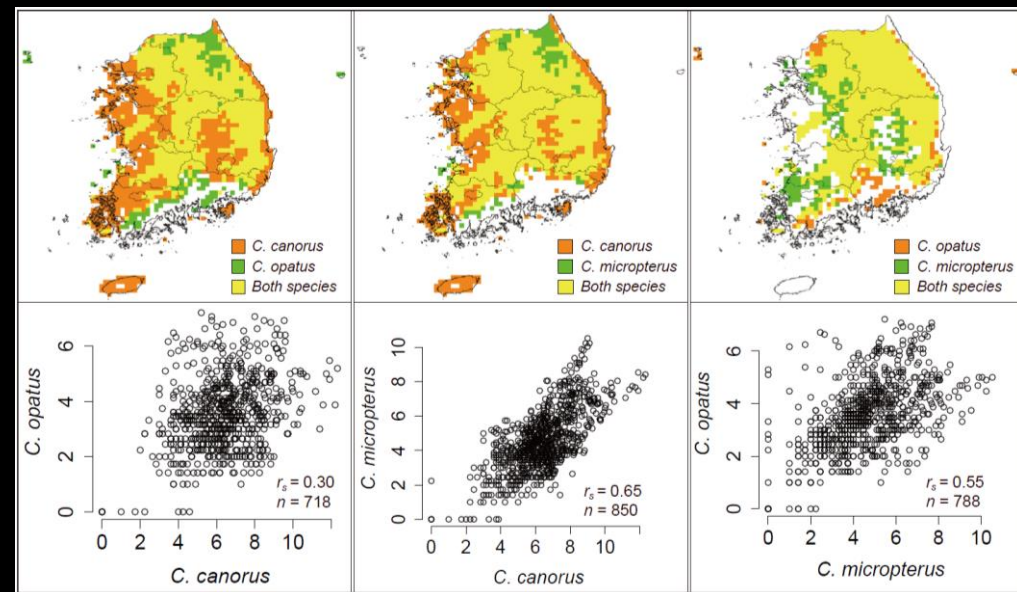 C. canorus
C. opatus
Both species
C. canorus
C. micropterus
Both species
C. opatus
C. micropterus
Both species
C. opatus
6
4
2
0
rs = 0.30
n = 718
0 2 4 6 8 10
C. canorus
C. micropterus
10
8
6
4
2
0
rs = 0.65
n = 850
0 2 4 6 8 10
C. canorus
C. opatus
6
4
2
0
rs = 0.55
n = 788
0 2 4 6 8 10
C. micropterus